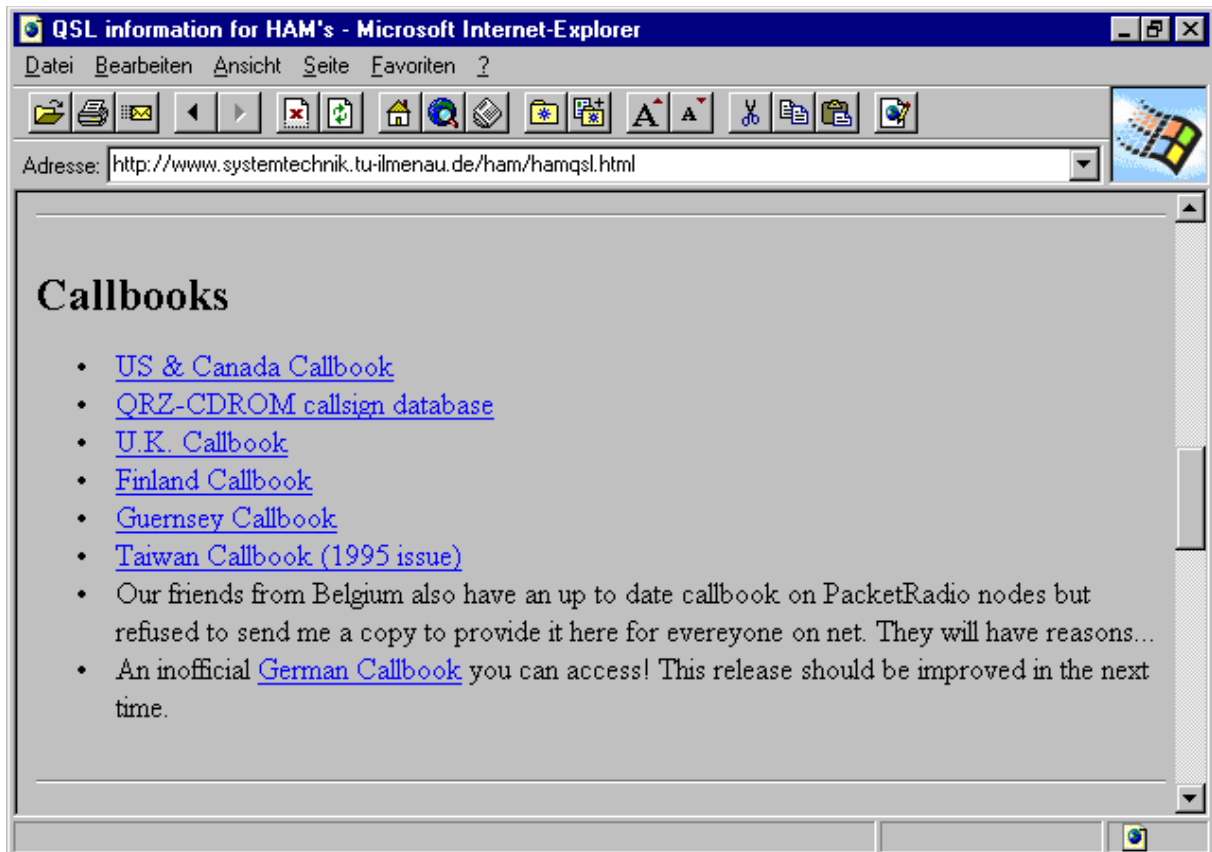 QSL information for HAM's - Microsoft Internet-Explorer
Datei Bearbeiten Ansicht Seite Favoriten ?
Adresse: http://www.systemtechnik.tu-ilmenau.de/ham/hamqsl.html
Callbooks
• US & Canada Callbook
• QRZ-CDROM callsign database
• U.K. Callbook
• Finland Callbook
• Guernsey Callbook
• Taiwan Callbook (1995 issue)
• Our friends from Belgium also have an up to date callbook on PacketRadio nodes but
refused to send me a copy to provide it here for evereyone on net. They will have reasons...
• An inofficial German Callbook you can access! This release should be improved in the next
time.